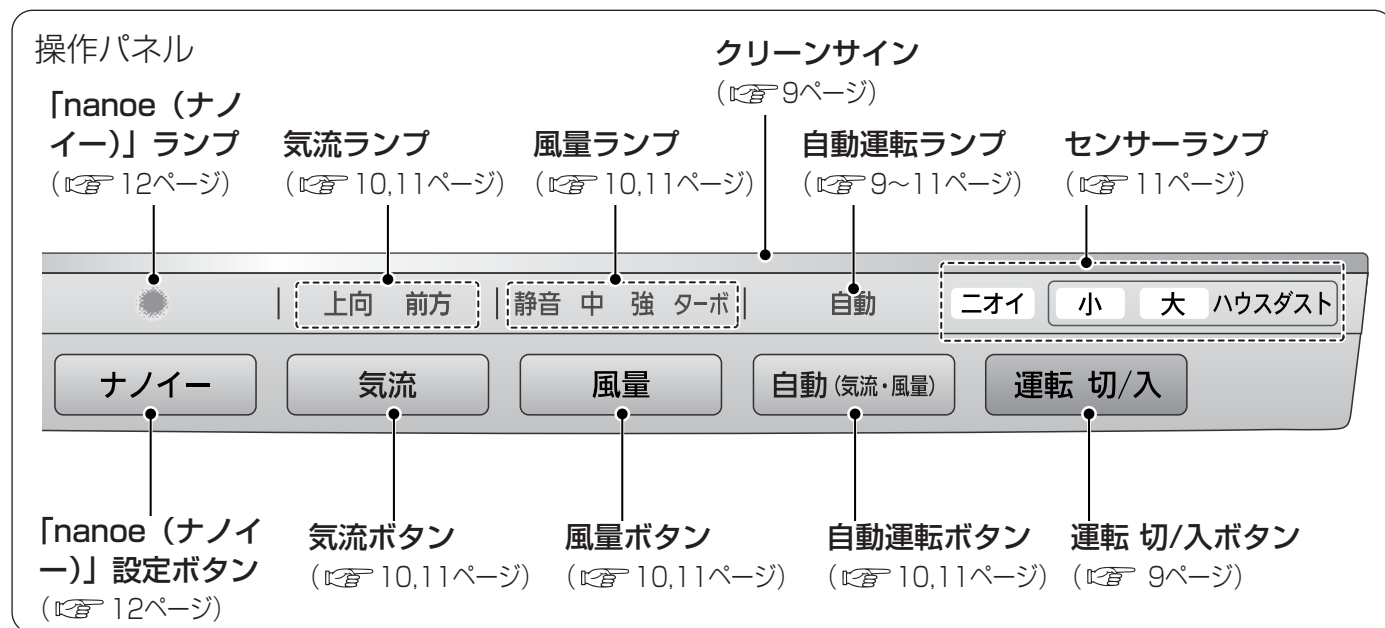 操作パネル
クリーンサイン
（☞9ページ）
「nanoe（ナノ
イー）」ランプ
（☞12ページ）
気流ランプ
（☞10,11ページ）
風量ランプ
（☞10,11ページ）
自動運転ランプ
（☞9～11ページ）
センサーランプ
（☞11ページ）
上向 前方 静音 中 強 ターボ 自動 ニオイ 小 大 ハウスダスト
ナノイー 気流 風量 自動（気流・風量） 運転 切/入
「nanoe（ナノイ
ー）」設定ボタン
（☞12ページ）
気流ボタン
（☞10,11ページ）
風量ボタン
（☞10,11ページ）
自動運転ボタン
（☞10,11ページ）
運転 切/入ボタン
（☞ 9ページ）